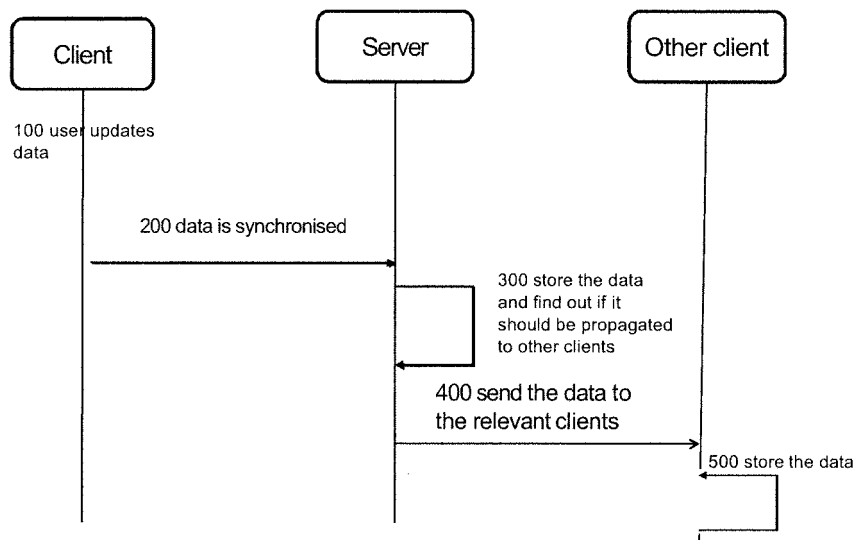 Client
Server
Other client
100 user updates
data
200 data is synchronised
300 store the data
and find out if it
should be propagated
to other clients
400 send the data to
the relevant clients
500 store the data